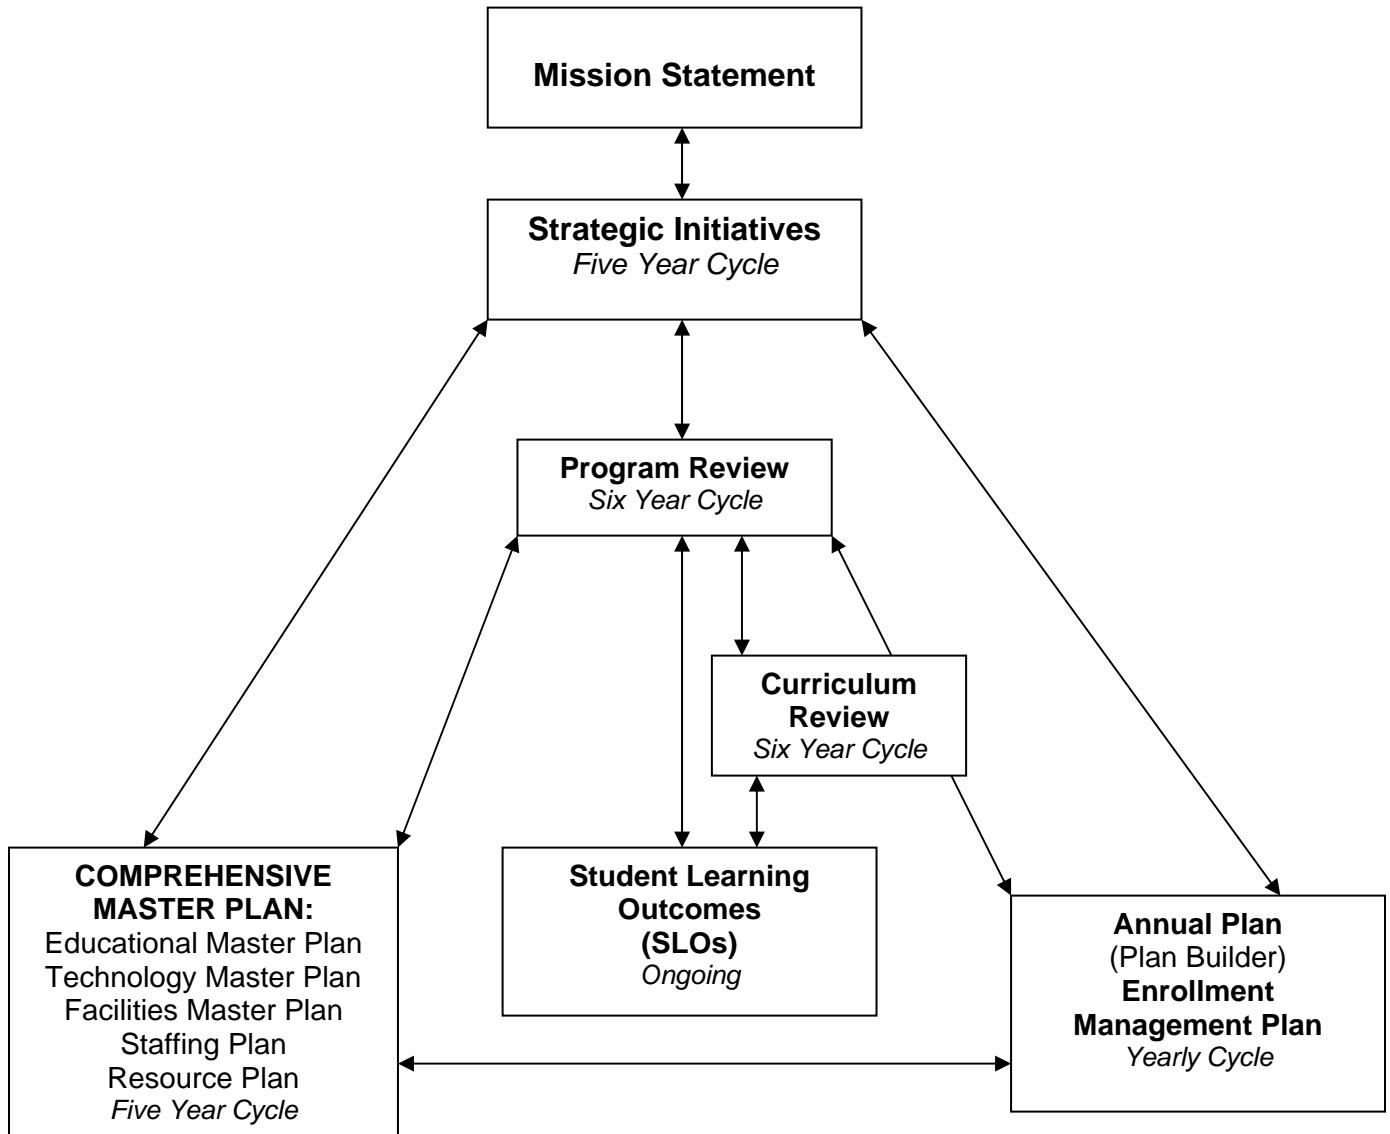 Mission Statement
Strategic Initiatives
Five Year Cycle
Program Review
Six Year Cycle
Curriculum
Review
Six Year Cycle
COMPREHENSIVE
MASTER PLAN:
Educational Master Plan
Technology Master Plan
Facilities Master Plan
Staffing Plan
Resource Plan
Five Year Cycle
Student Learning
Outcomes
(SLOs)
Ongoing
Annual Plan
(Plan Builder)
Enrollment
Management Plan
Yearly Cycle